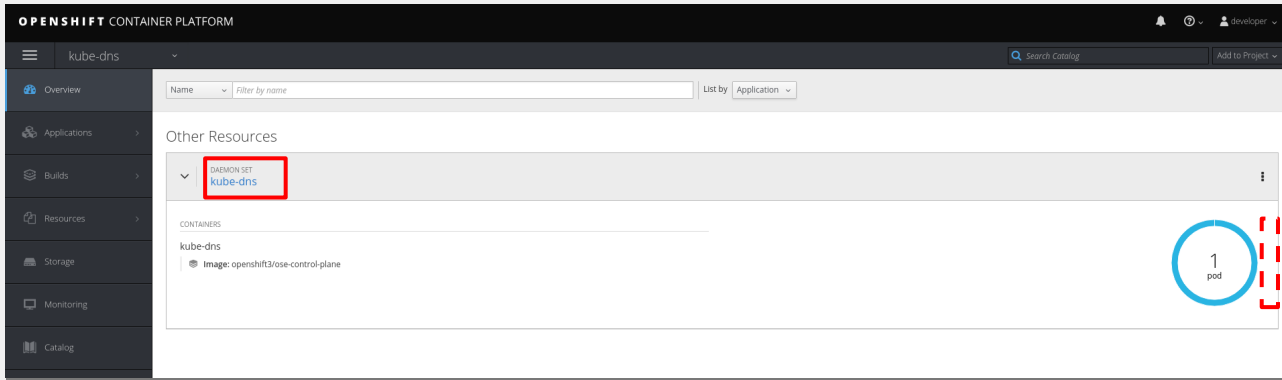 OPENSHIFT CONTAINER PLATFORM
developer
kube-dns
Search Catalog
Add to Project
Overview
Name
Filter by name
List by
Application
Applications
Other Resources
Builds
DAEMON SET
kube-dns
Resources
CONTAINERS
kube-dns
Storage
Image: openshift3/ose-control-plane
1
pod
Monitoring
Catalog